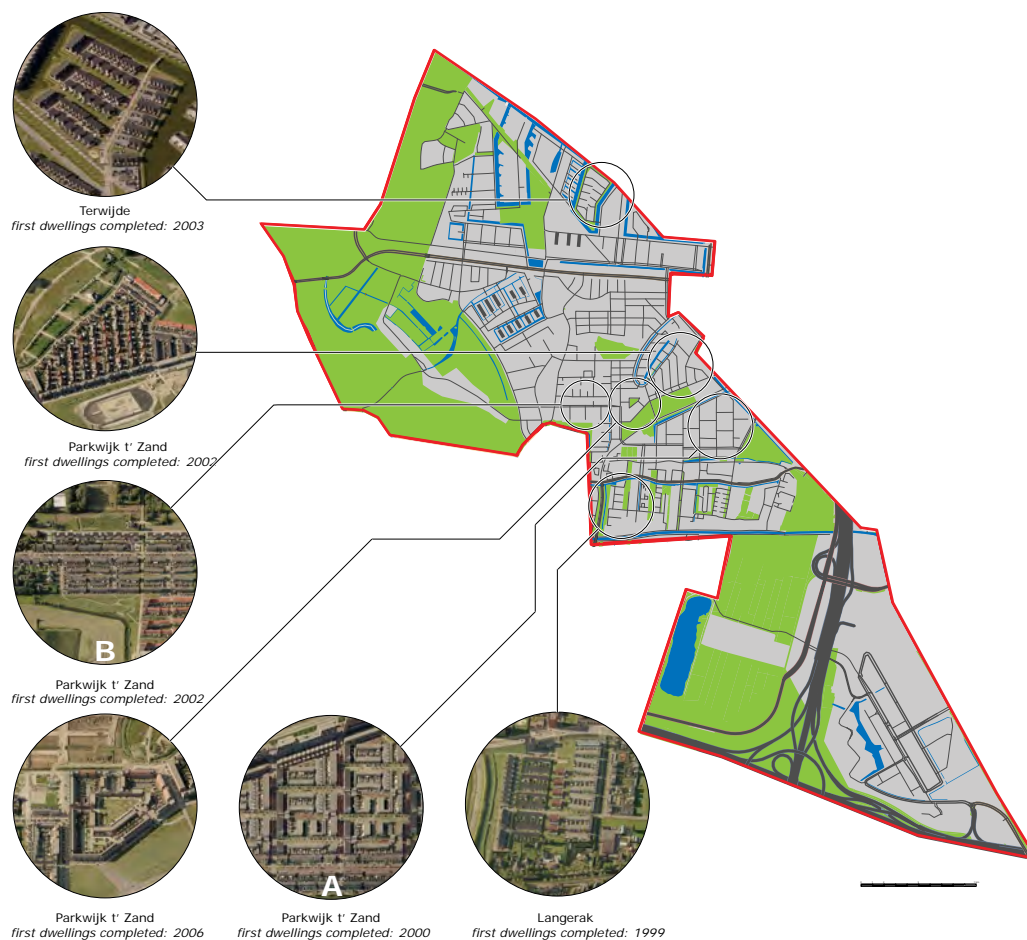 Terwijde
first dwellings completed: 2003
Parkwijk t' Zand
first dwellings completed: 2002
B
Parkwijk t' Zand
first dwellings completed: 2002
Parkwijk t' Zand
first dwellings completed: 2006
A
Parkwijk t' Zand
first dwellings completed: 2000
Langerak
first dwellings completed: 1999